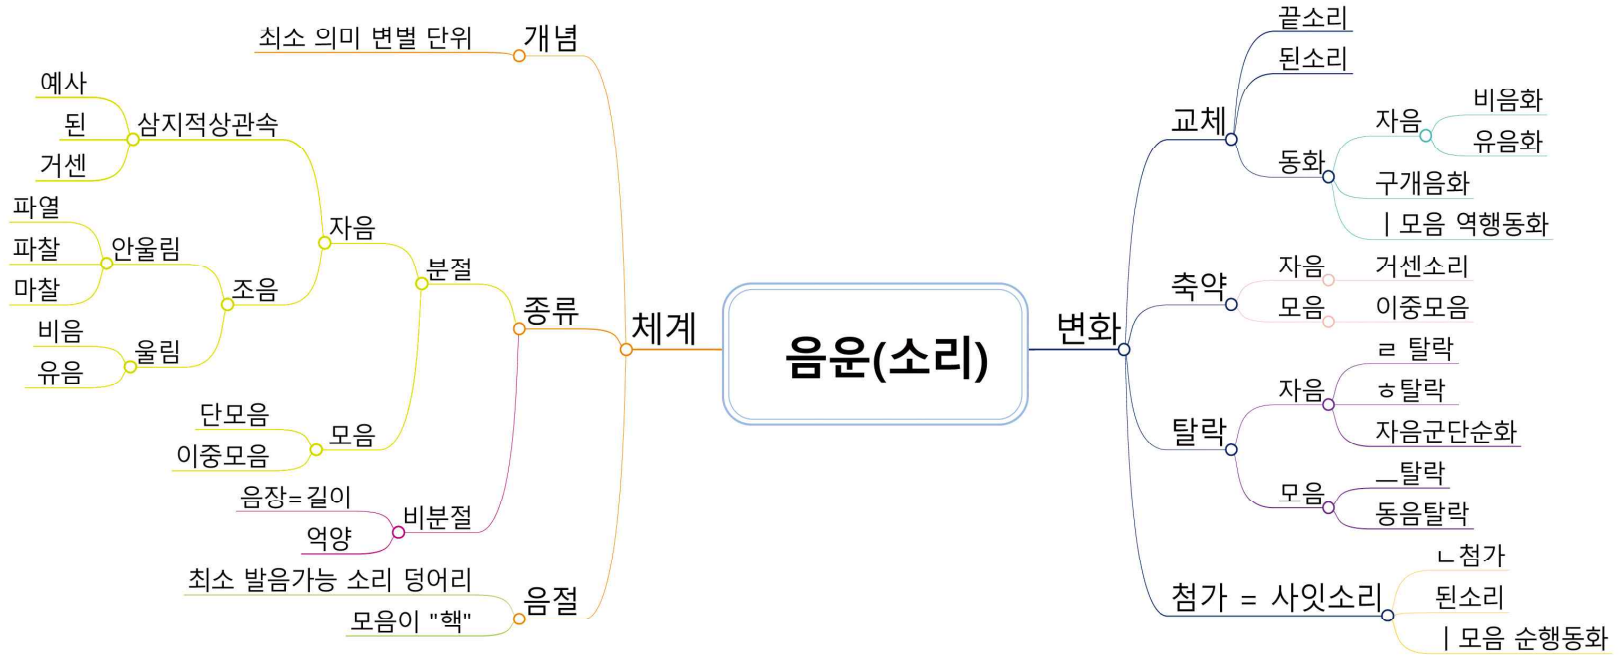 음운(소리)
체계
개념
최소 의미 변별 단위
종류
분절
자음
삼지적상관속
예사
된
거센
조음
안울림
파열
파찰
마찰
울림
비음
유음
모음
단모음
이중모음
비분절
음장=길이
억양
음절
최소 발음가능 소리 덩어리
모음이 "핵"
변화
교체
끝소리
된소리
동화
자음
비음화
유음화
구개음화
ㅣ모음 역행동화
축약
자음
거센소리
모음
이중모음
탈락
자음
ㄹ 탈락
ㅎ탈락
자음군단순화
모음
ㅡ탈락
동음탈락
첨가 = 사잇소리
ㄴ첨가
된소리
ㅣ모음 순행동화